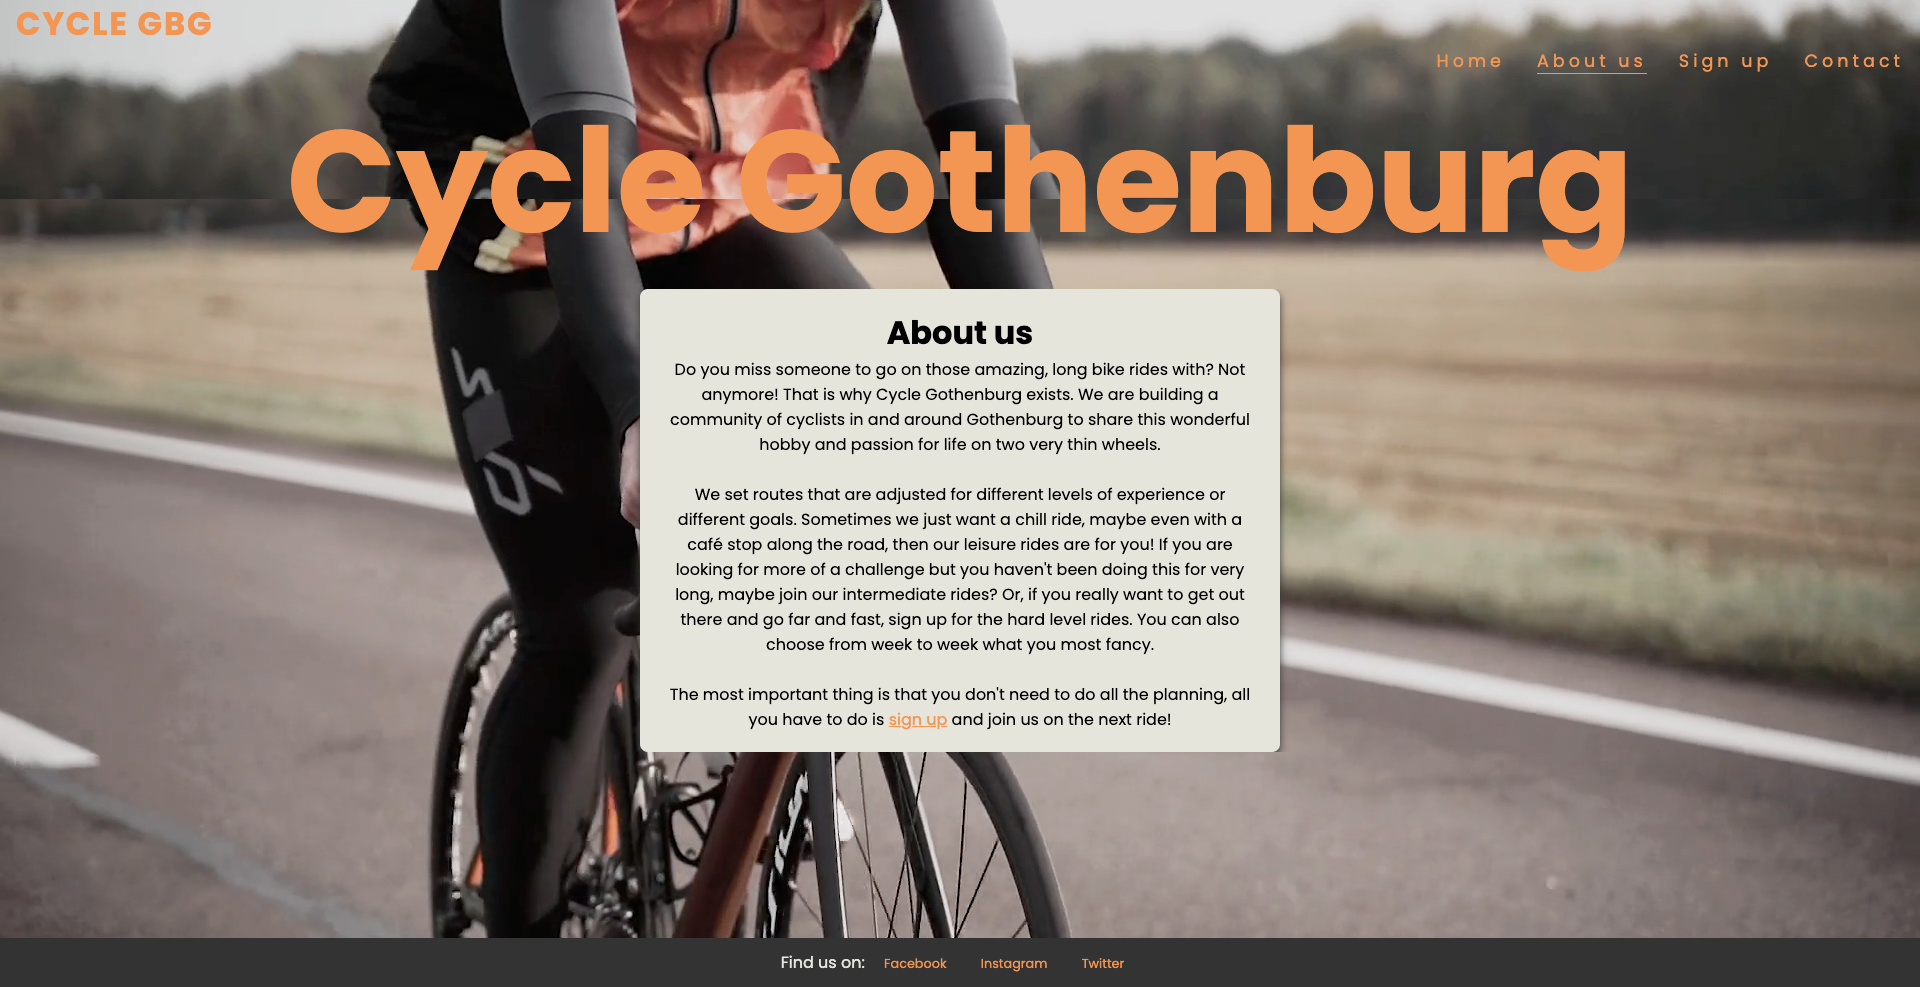 CYCLE GBG
Home About us Sign up Contact
Cycle Gothenburg
About us
Do you miss someone to go on those amazing, long bike rides with? Not
anymore! That is why Cycle Gothenburg exists. We are building a
community of cyclists in and around Gothenburg to share this wonderful
hobby and passion for life on two very thin wheels.
We set routes that are adjusted for different levels of experience or
different goals. Sometimes we just want a chill ride, maybe even with a
café stop along the road, then our leisure rides are for you! If you are
looking for more of a challenge but you haven't been doing this for very
long, maybe join our intermediate rides? Or, if you really want to get out
there and go far and fast, sign up for the hard level rides. You can also
choose from week to week what you most fancy.
The most important thing is that you don't need to do all the planning, all
you have to do is sign up and join us on the next ride!
Find us on: Facebook Instagram Twitter